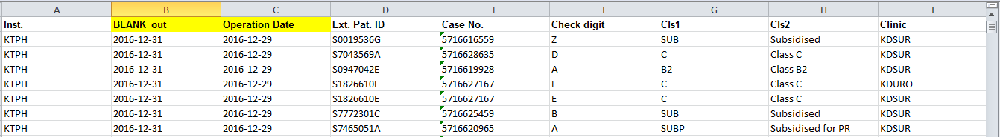 A B C D E F G H I
Inst. BLANK_out Operation Date Ext. Pat. ID Case No. Check digit Cls1 Cls2 Clinic
KTPH 2016-12-31 2016-12-29 S0019536G 5716616559 Z SUB Subsidised KDSUR
KTPH 2016-12-31 2016-12-29 S7043569A 5716628635 D C Class C KDSUR
KTPH 2016-12-31 2016-12-29 S0947042E 5716619928 A B2 Class B2 KDSUR
KTPH 2016-12-31 2016-12-29 S1826610E 5716627167 E C Class C KDURO
KTPH 2016-12-31 2016-12-29 S1826610E 5716627167 E C Class C KDSUR
KTPH 2016-12-31 2016-12-29 S7772301C 5716625459 B SUB Subsidised KDSUR
KTPH 2016-12-31 2016-12-29 S7465051A 5716620965 A SUBP Subsidised for PR KDSUR